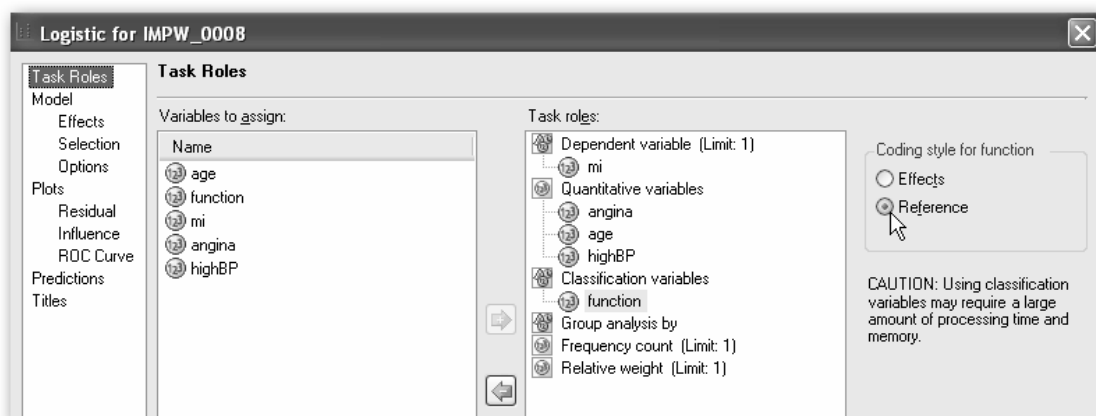 Logistic for IMPW_0008
Task Roles
Model
Effects
Selection
Options
Plots
Residual
Influence
ROC Curve
Predictions
Titles
Task Roles
Variables to assign:
Name
age
function
mi
angina
highBP
Task roles:
Dependent variable (Limit: 1)
mi
Quantitative variables
angina
age
highBP
Classification variables
function
Group analysis by
Frequency count (Limit: 1)
Relative weight (Limit: 1)
Coding style for function
Effects
Reference
CAUTION: Using classification
variables may require a large
amount of processing time and
memory.